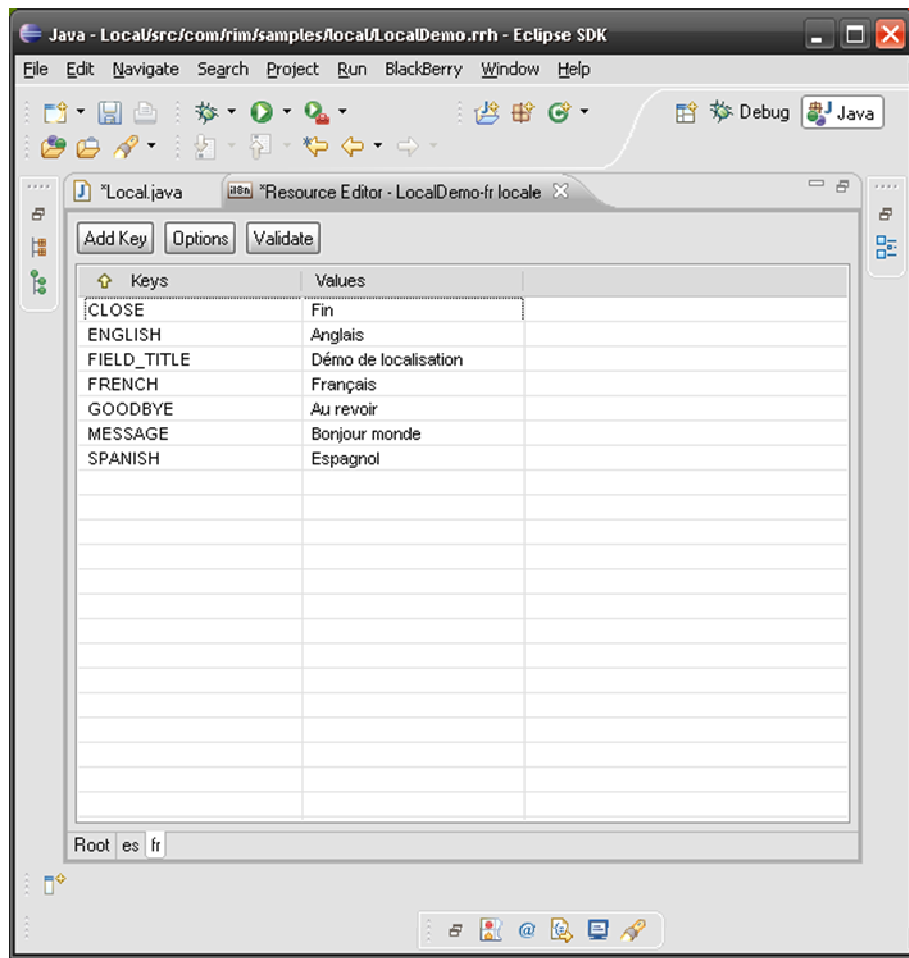 Java - Local/src/com/rim/samples/local/LocalDemo.rrh - Eclipse SDK
File Edit Navigate Search Project Run BlackBerry Window Help
Debug Java
*Local.java *Resource Editor - LocalDemo-fr locale
Add Key Options Validate
Keys Values
CLOSE Fin
ENGLISH Anglais
FIELD_TITLE Démo de localisation
FRENCH Français
GOODBYE Au revoir
MESSAGE Bonjour monde
SPANISH Espagnol
Root es fr